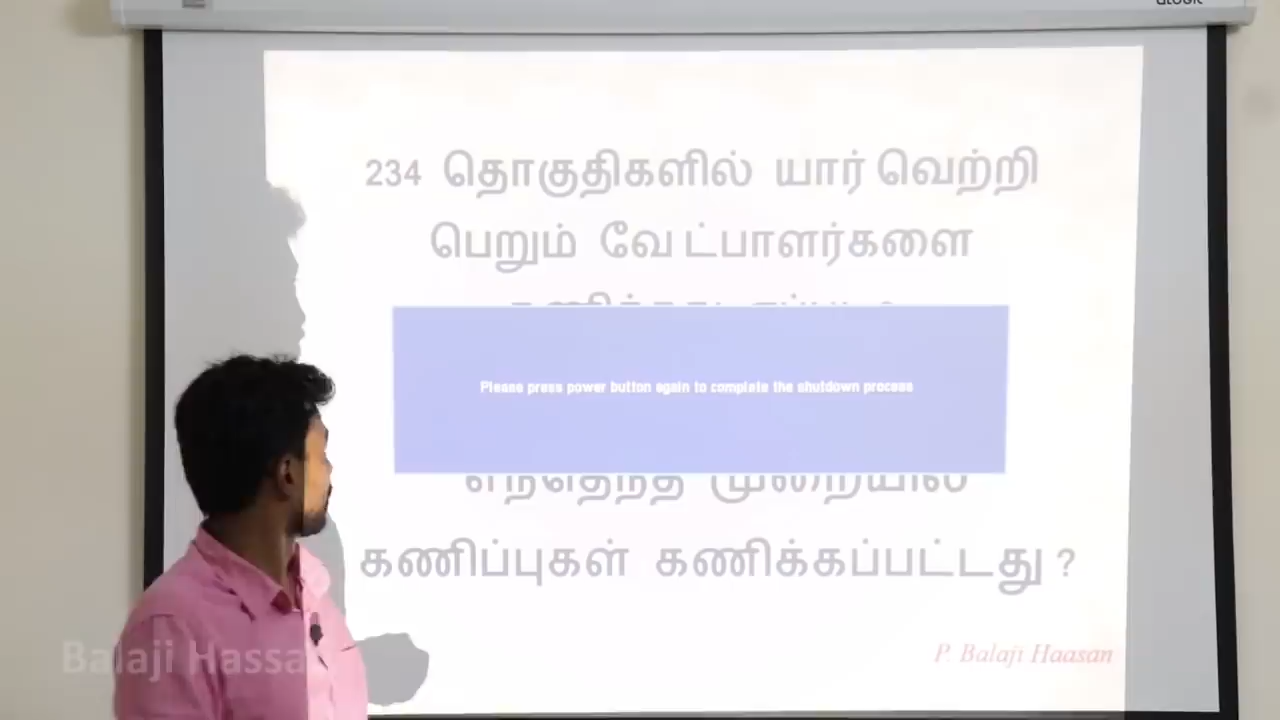 234 தொகுதிகளில் யார் வெற்றி
பெறும் வேட்பாளர்களை
Please press power button again to complete the shutdown process
முறையில்
கணிப்புகள் கணிக்கப்பட்டது ?
P. Balaji Haasan
Balaji Hassa